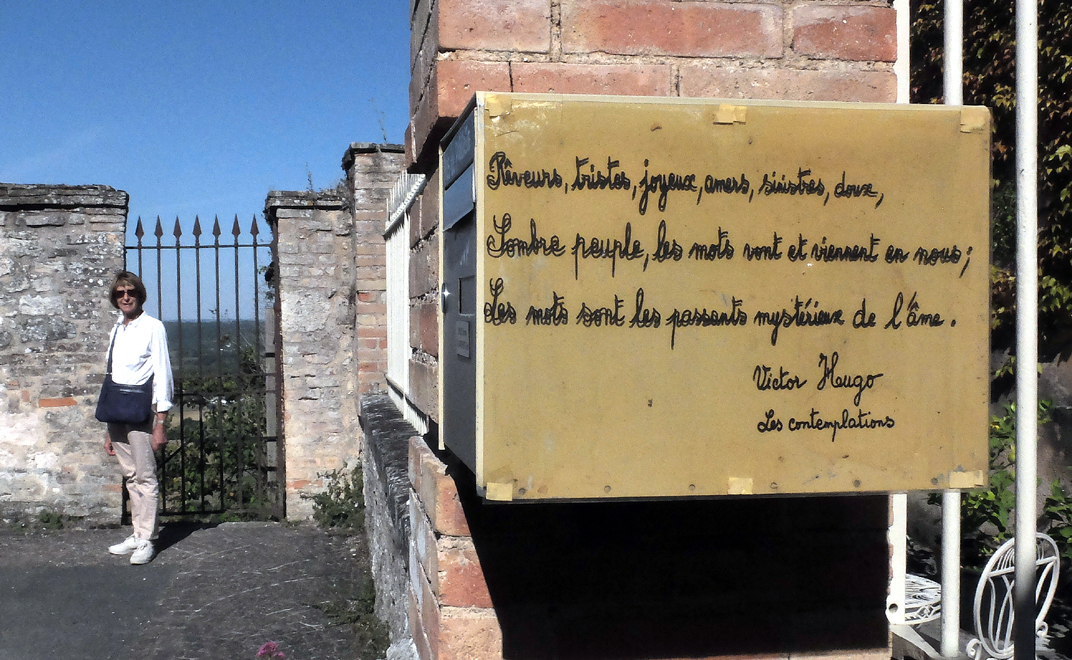 Rêveurs, tristes, joyeux, amers, sinistres, doux,
Sombre peuple, les mots vont et viennent en nous ;
Les mots sont les passants mystérieux de l'âme.
Victor Hugo
Les contemplations